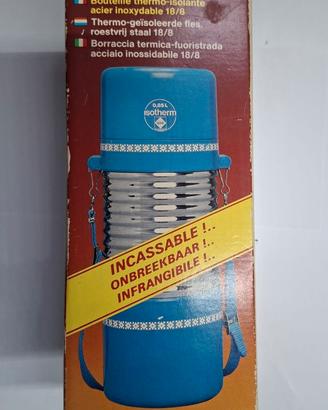 Bouteille thermo-isolante
acier inoxydable 18/8
Thermo-geïsoleerde fles
roestvrij staal 18/8
Borraccia termica-fuoristrada
acciaio inossidabile 18/8
0,85 L
isotherm
INCASSABLE !..
ONBREEKBAAR !..
INFRANGIBILE !..